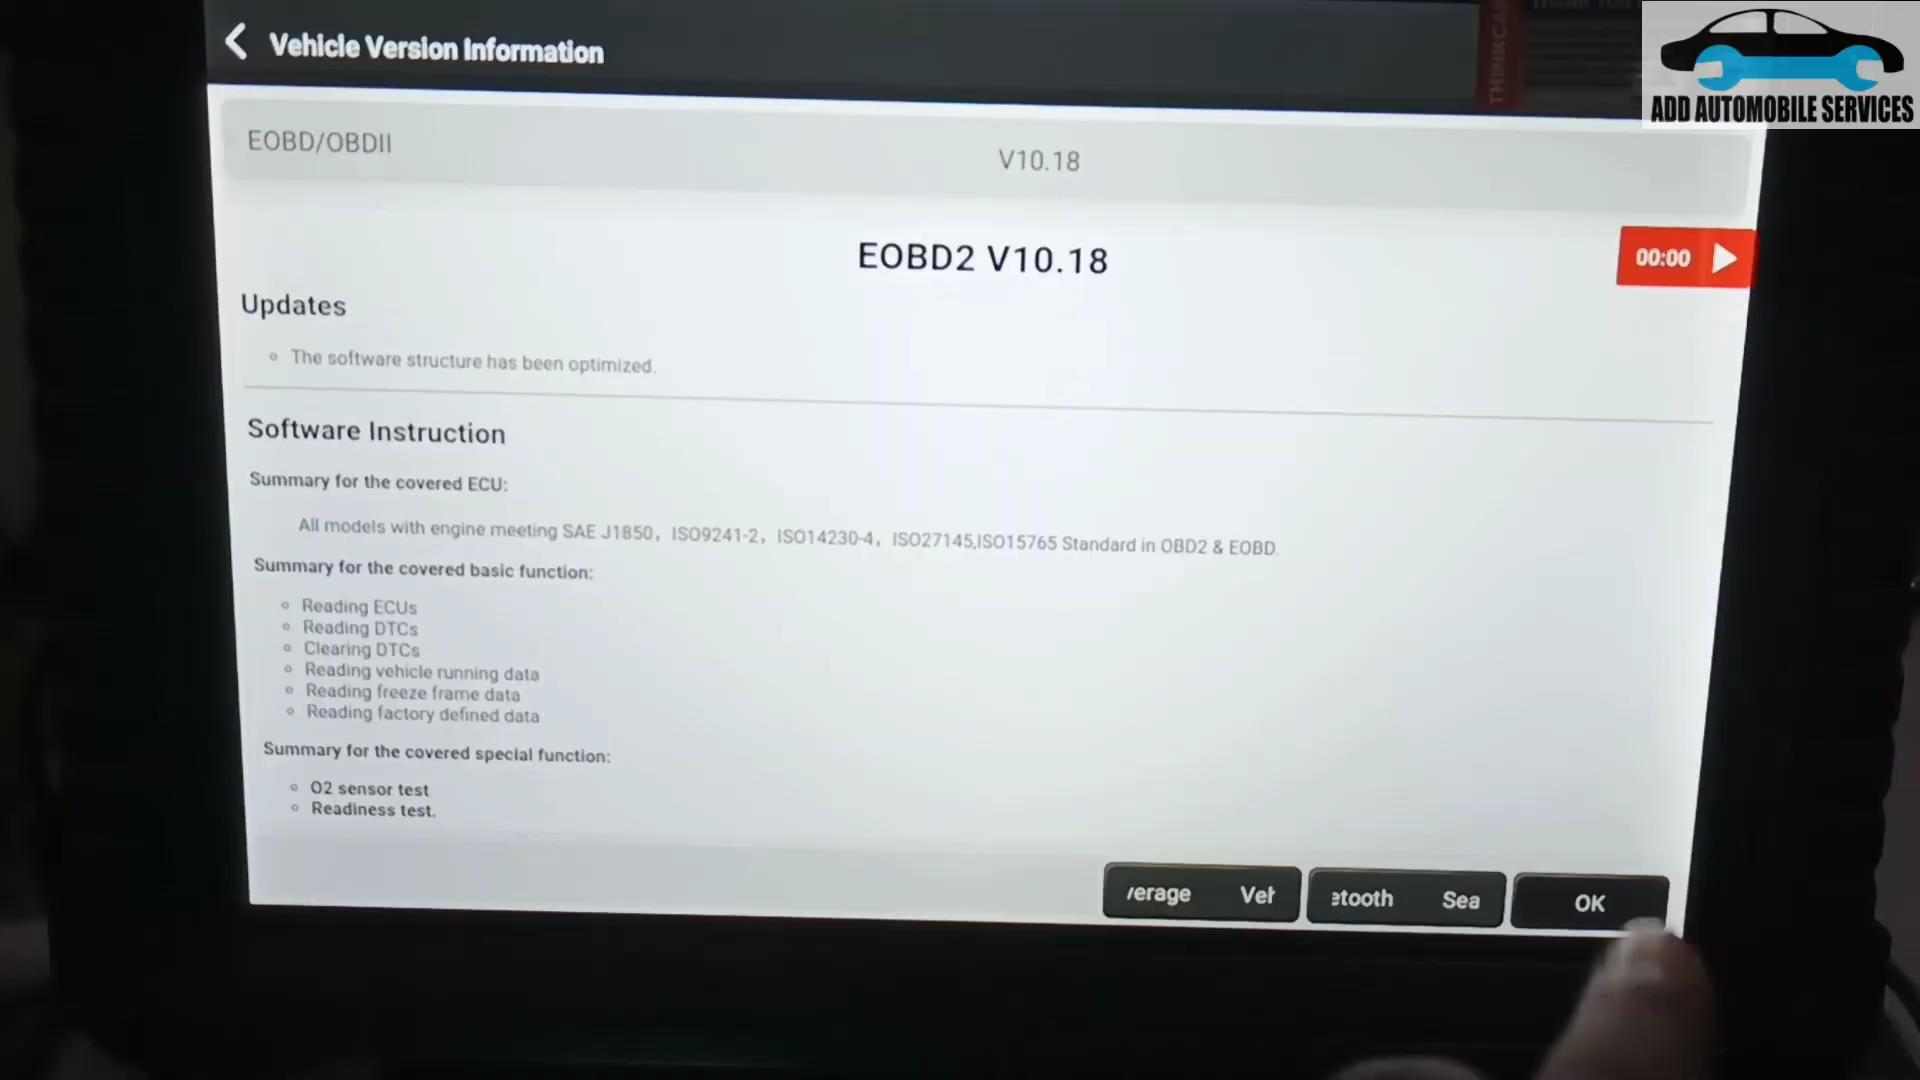 Vehicle Version Information
THINKCAR
ADD AUTOMOBILE SERVICES
EOBD/OBDII
V10.18
EOBD2 V10.18
00:00
Updates
The software structure has been optimized.
Software Instruction
Summary for the covered ECU:
All models with engine meeting SAE J1850, ISO9241-2, ISO14230-4, ISO27145,ISO15765 Standard in OBD2 & EOBD.
Summary for the covered basic function:
Reading ECUs
Reading DTCs
Clearing DTCs
Reading vehicle running data
Reading freeze frame data
Reading factory defined data
Summary for the covered special function:
O2 sensor test
Readiness test.
erage Veh
etooth Sea
OK